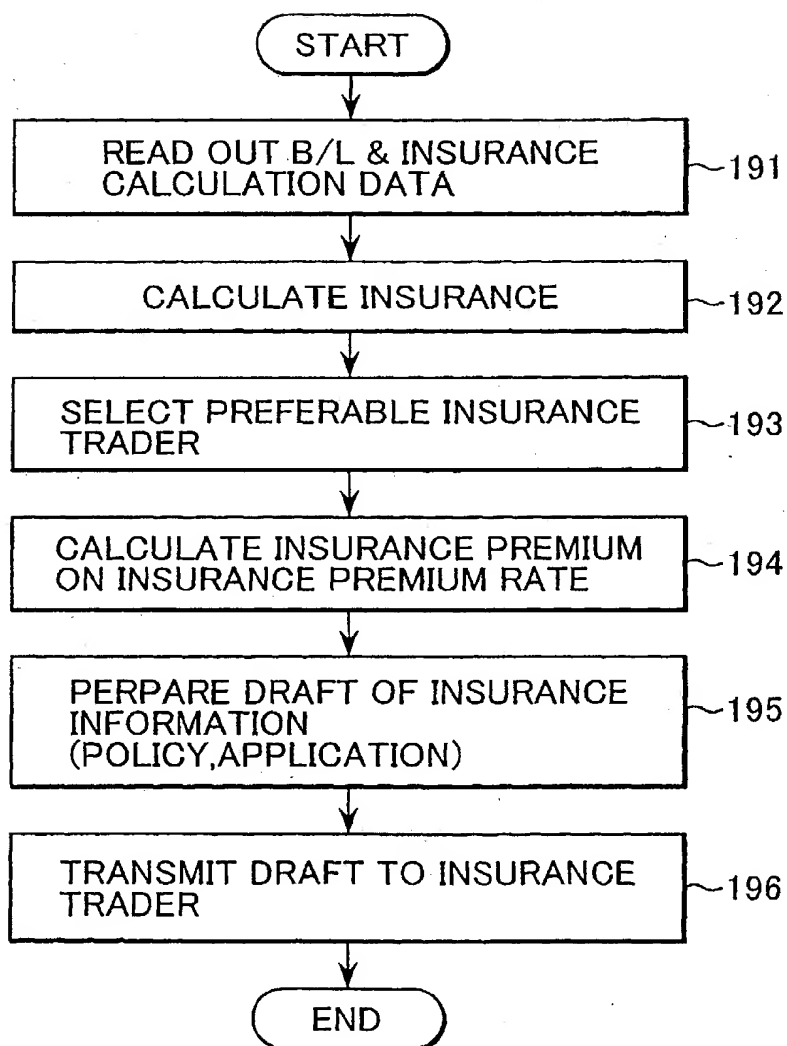 START
READ OUT B/L & INSURANCE
CALCULATION DATA
191
CALCULATE INSURANCE
192
SELECT PREFERABLE INSURANCE
TRADER
193
CALCULATE INSURANCE PREMIUM
ON INSURANCE PREMIUM RATE
194
PERPARE DRAFT OF INSURANCE
INFORMATION
(POLICY,APPLICATION)
195
TRANSMIT DRAFT TO INSURANCE
TRADER
196
END